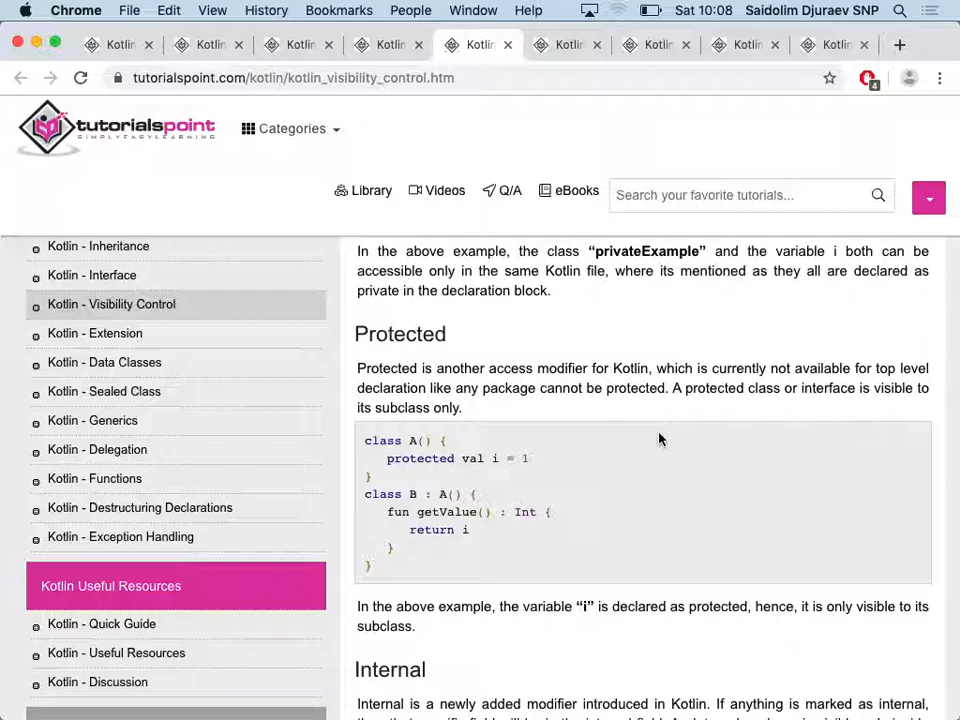 Chrome File Edit View History Bookmarks People Window Help Sat 10:08 Saidolim Djuraev SNP
Kotlin Kotlin Kotlin Kotlin Kotlin Kotlin Kotlin Kotlin Kotlin
tutorialspoint.com/kotlin/kotlin_visibility_control.htm
4
tutorialspoint
SIMPLYEASYLEARNING
Categories
Library Videos Q/A eBooks Search your favorite tutorials...
Kotlin - Inheritance
Kotlin - Interface
Kotlin - Visibility Control
Kotlin - Extension
Kotlin - Data Classes
Kotlin - Sealed Class
Kotlin - Generics
Kotlin - Delegation
Kotlin - Functions
Kotlin - Destructuring Declarations
Kotlin - Exception Handling
Kotlin Useful Resources
Kotlin - Quick Guide
Kotlin - Useful Resources
Kotlin - Discussion
In the above example, the class “privateExample” and the variable i both can be
accessible only in the same Kotlin file, where its mentioned as they all are declared as
private in the declaration block.
Protected
Protected is another access modifier for Kotlin, which is currently not available for top level
declaration like any package cannot be protected. A protected class or interface is visible to
its subclass only.
class A() {
protected val i = 1
}
class B : A() {
fun getValue() : Int {
return i
}
}
In the above example, the variable “i” is declared as protected, hence, it is only visible to its
subclass.
Internal
Internal is a newly added modifier introduced in Kotlin. If anything is marked as internal,